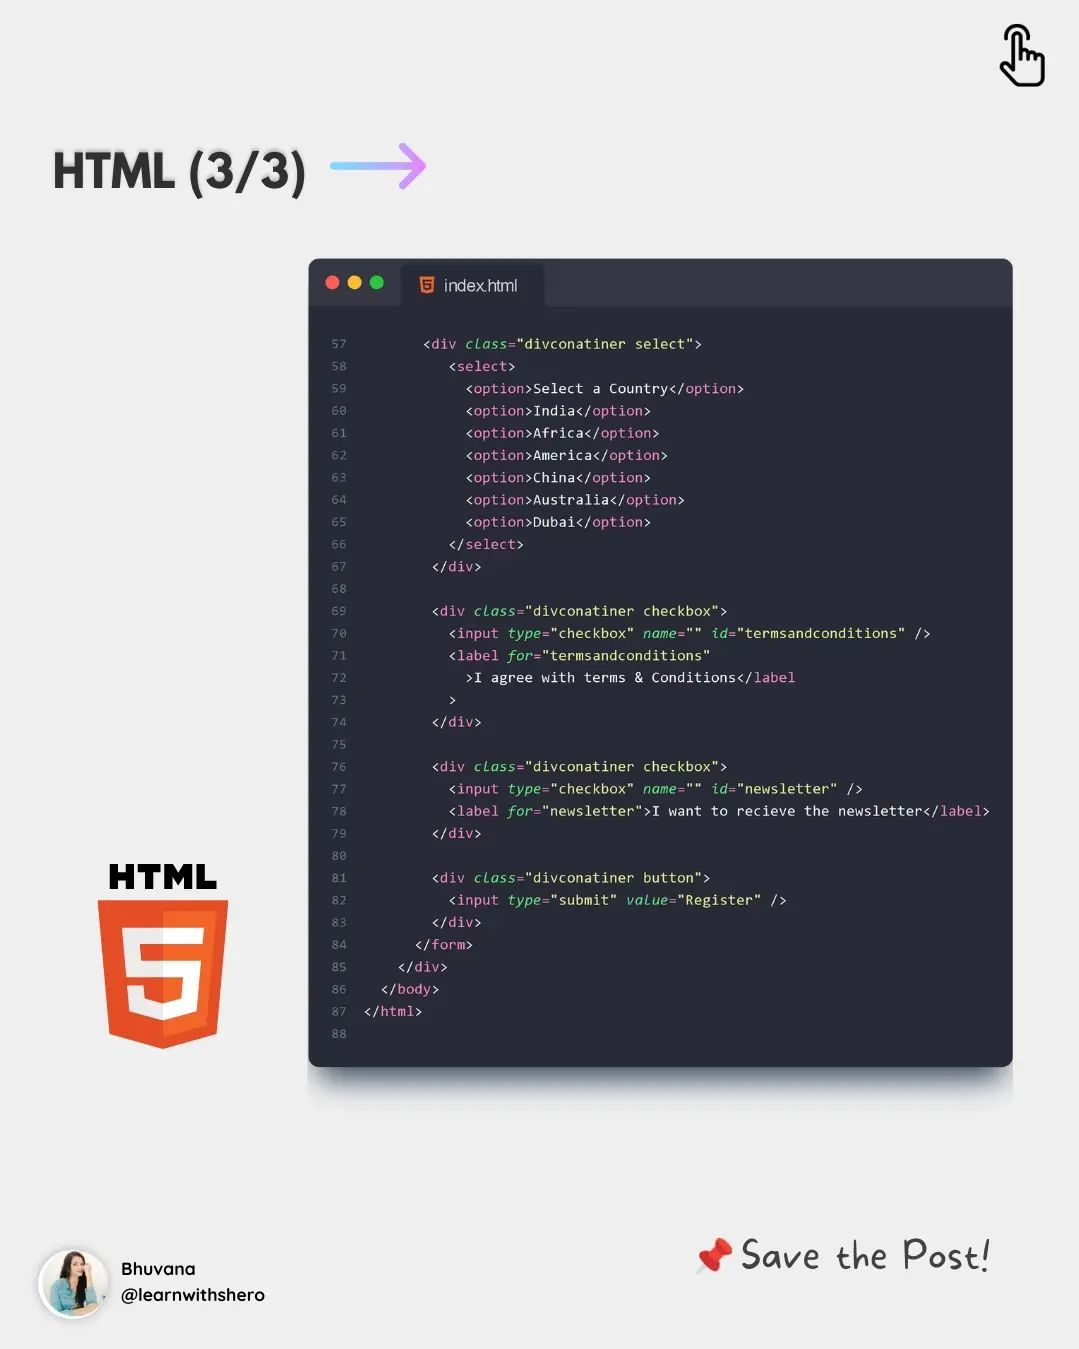 HTML (3/3)
index.html
57 <div class="divconatiner select">
58 <select>
59 <option>Select a Country</option>
60 <option>India</option>
61 <option>Africa</option>
62 <option>America</option>
63 <option>China</option>
64 <option>Australia</option>
65 <option>Dubai</option>
66 </select>
67 </div>
68
69 <div class="divconatiner checkbox">
70 <input type="checkbox" name="" id="termsandconditions" />
71 <label for="termsandconditions"
72 >I agree with terms & Conditions</label
73 >
74 </div>
75
76 <div class="divconatiner checkbox">
77 <input type="checkbox" name="" id="newsletter" />
78 <label for="newsletter">I want to recieve the newsletter</label>
79 </div>
80
81 <div class="divconatiner button">
82 <input type="submit" value="Register" />
83 </div>
84 </form>
85 </div>
86 </body>
87 </html>
88
HTML
5
Save the Post!
Bhuvana
@learnwithshero